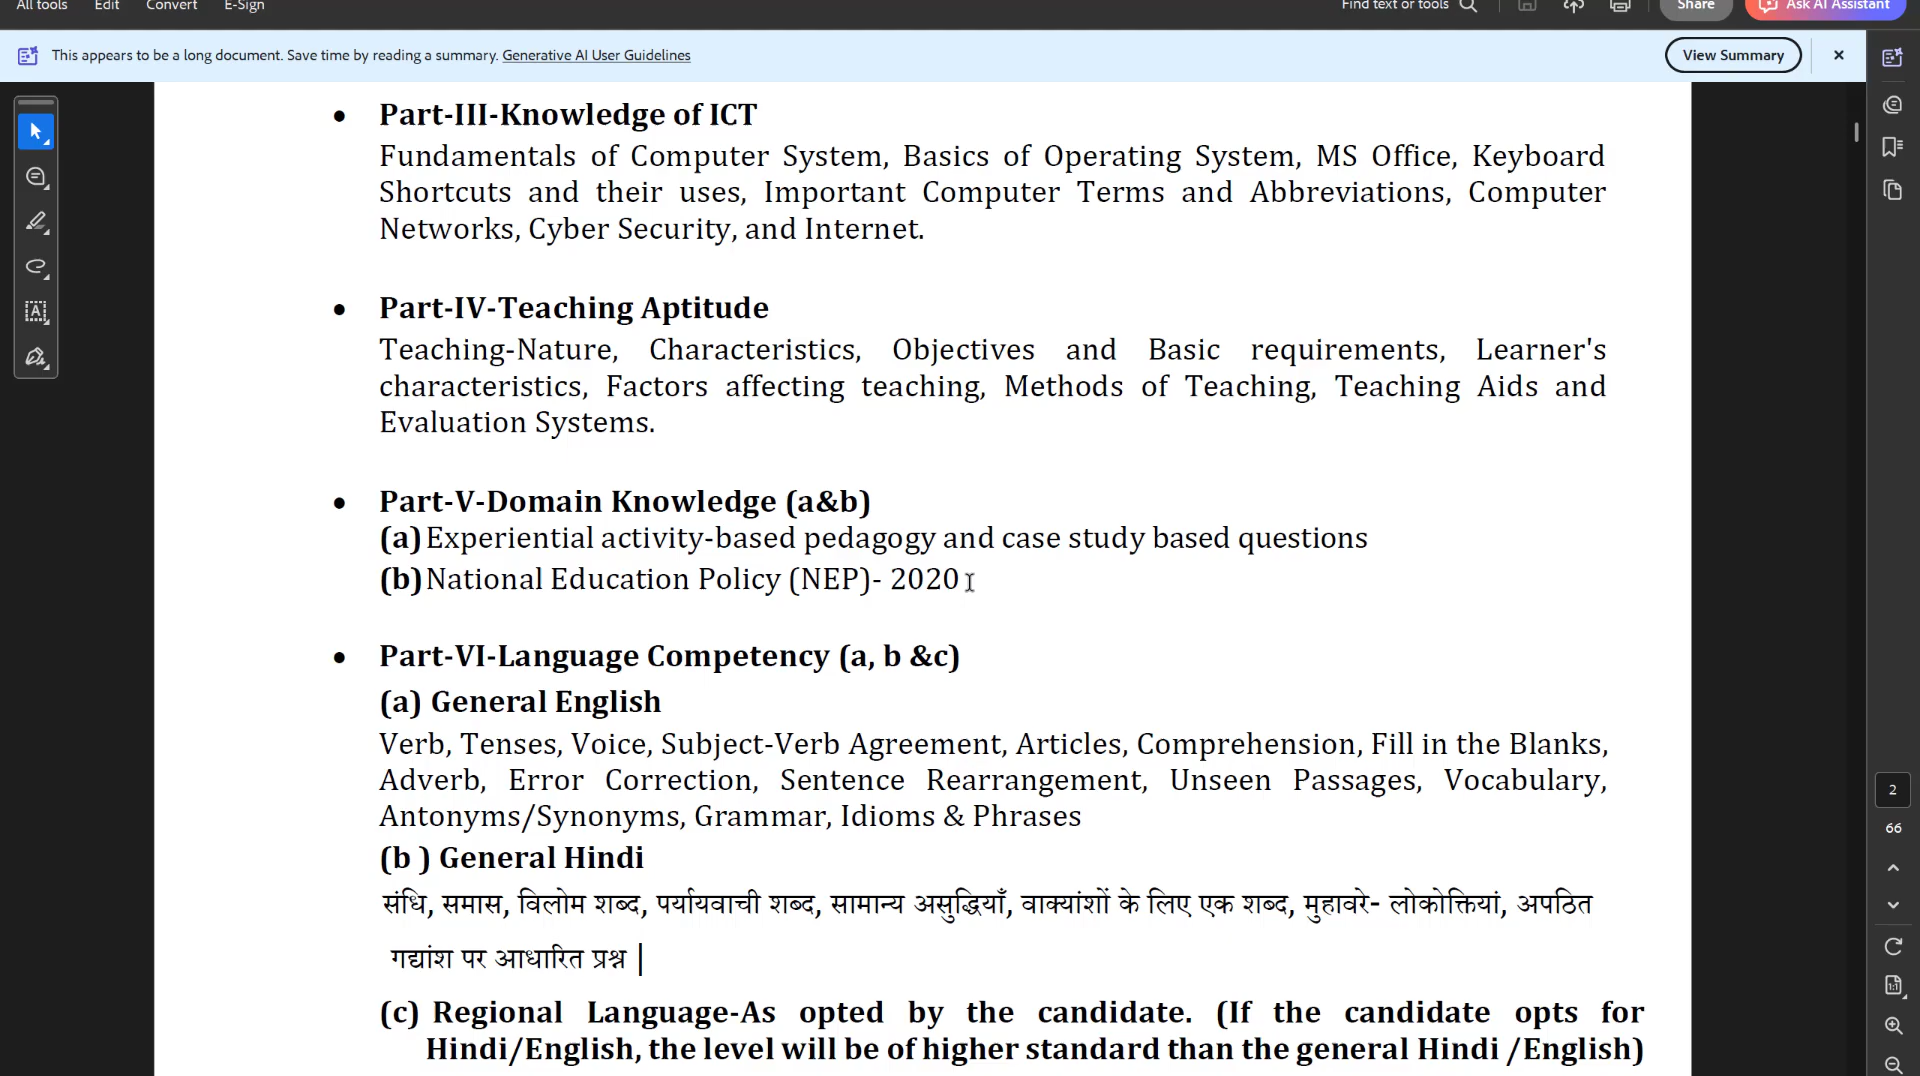 All tools Edit Convert E-Sign Find text or tools Share Ask AI Assistant
This appears to be a long document. Save time by reading a summary. Generative AI User Guidelines View Summary
• Part-III-Knowledge of ICT
Fundamentals of Computer System, Basics of Operating System, MS Office, Keyboard
Shortcuts and their uses, Important Computer Terms and Abbreviations, Computer
Networks, Cyber Security, and Internet.
• Part-IV-Teaching Aptitude
Teaching-Nature, Characteristics, Objectives and Basic requirements, Learner's
characteristics, Factors affecting teaching, Methods of Teaching, Teaching Aids and
Evaluation Systems.
• Part-V-Domain Knowledge (a&b)
(a) Experiential activity-based pedagogy and case study based questions
(b) National Education Policy (NEP)- 2020
• Part-VI-Language Competency (a, b &c)
(a) General English
Verb, Tenses, Voice, Subject-Verb Agreement, Articles, Comprehension, Fill in the Blanks,
Adverb, Error Correction, Sentence Rearrangement, Unseen Passages, Vocabulary,
Antonyms/Synonyms, Grammar, Idioms & Phrases
(b ) General Hindi
संधि, समास, विलोम शब्द, पर्यायवाची शब्द, सामान्य असुद्धियाँ, वाक्यांशों के लिए एक शब्द, मुहावरे- लोकोक्तियां, अपठित
गद्यांश पर आधारित प्रश्न |
(c) Regional Language-As opted by the candidate. (If the candidate opts for
Hindi/English, the level will be of higher standard than the general Hindi /English)
2
66